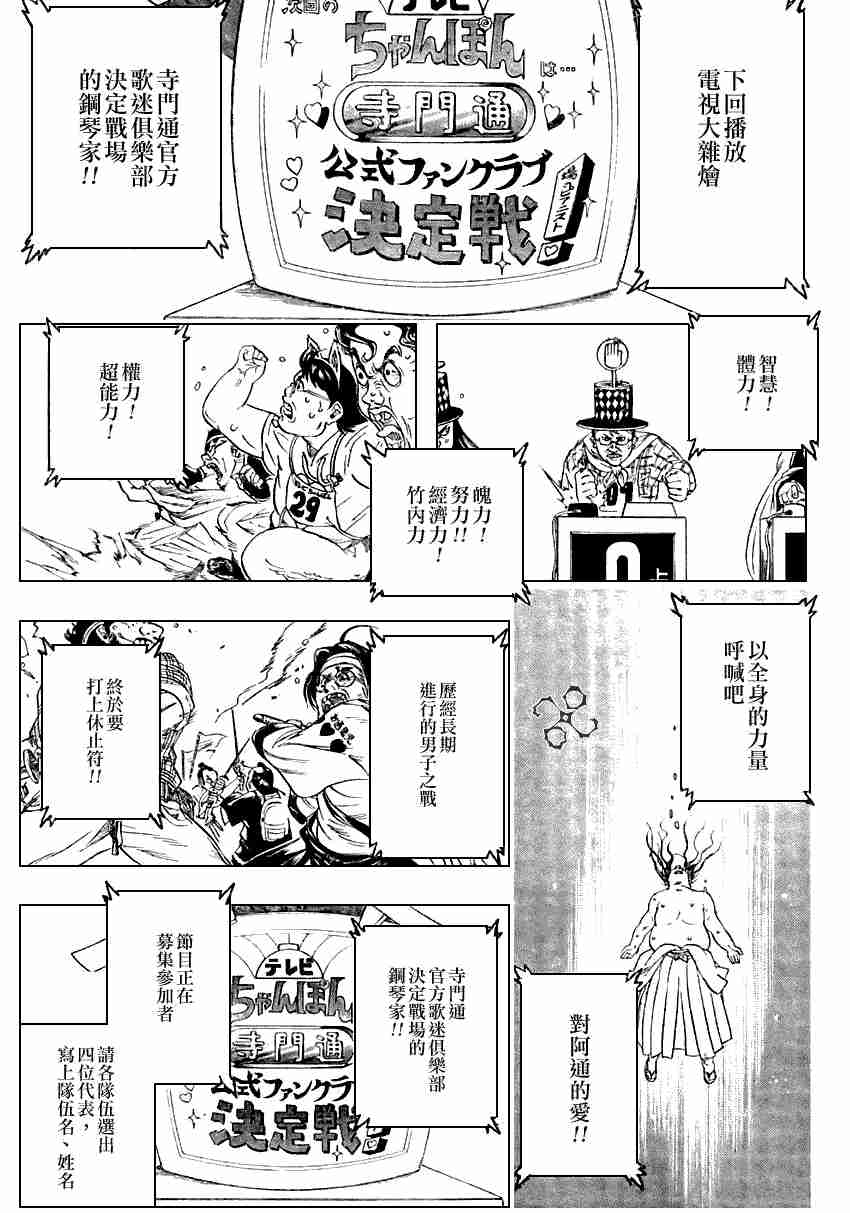 下回播放
電視大雜燴
次回の
テレビ
ちゃんぽん
は…
寺門通
公式ファンクラブ
決定戦
場のピアニスト
寺門通官方
歌迷俱樂部
決定戰場
的鋼琴家!!
智慧！
體力！
上
魄力！
努力!!
經濟力！
竹內力
權力！
超能力！
29
以全身的力量
呼喊吧
歷經長期
進行的男子之戰
終於要
打上休止符!!
對阿通的愛!!
寺門通
官方歌迷俱樂部
決定戰場的
鋼琴家!!
テレビ
ちゃんぽん
寺門通
公式ファンクラブ
決定戦
節目正在
募集參加者
請各隊伍選出
四位代表，
寫上隊伍名、姓名